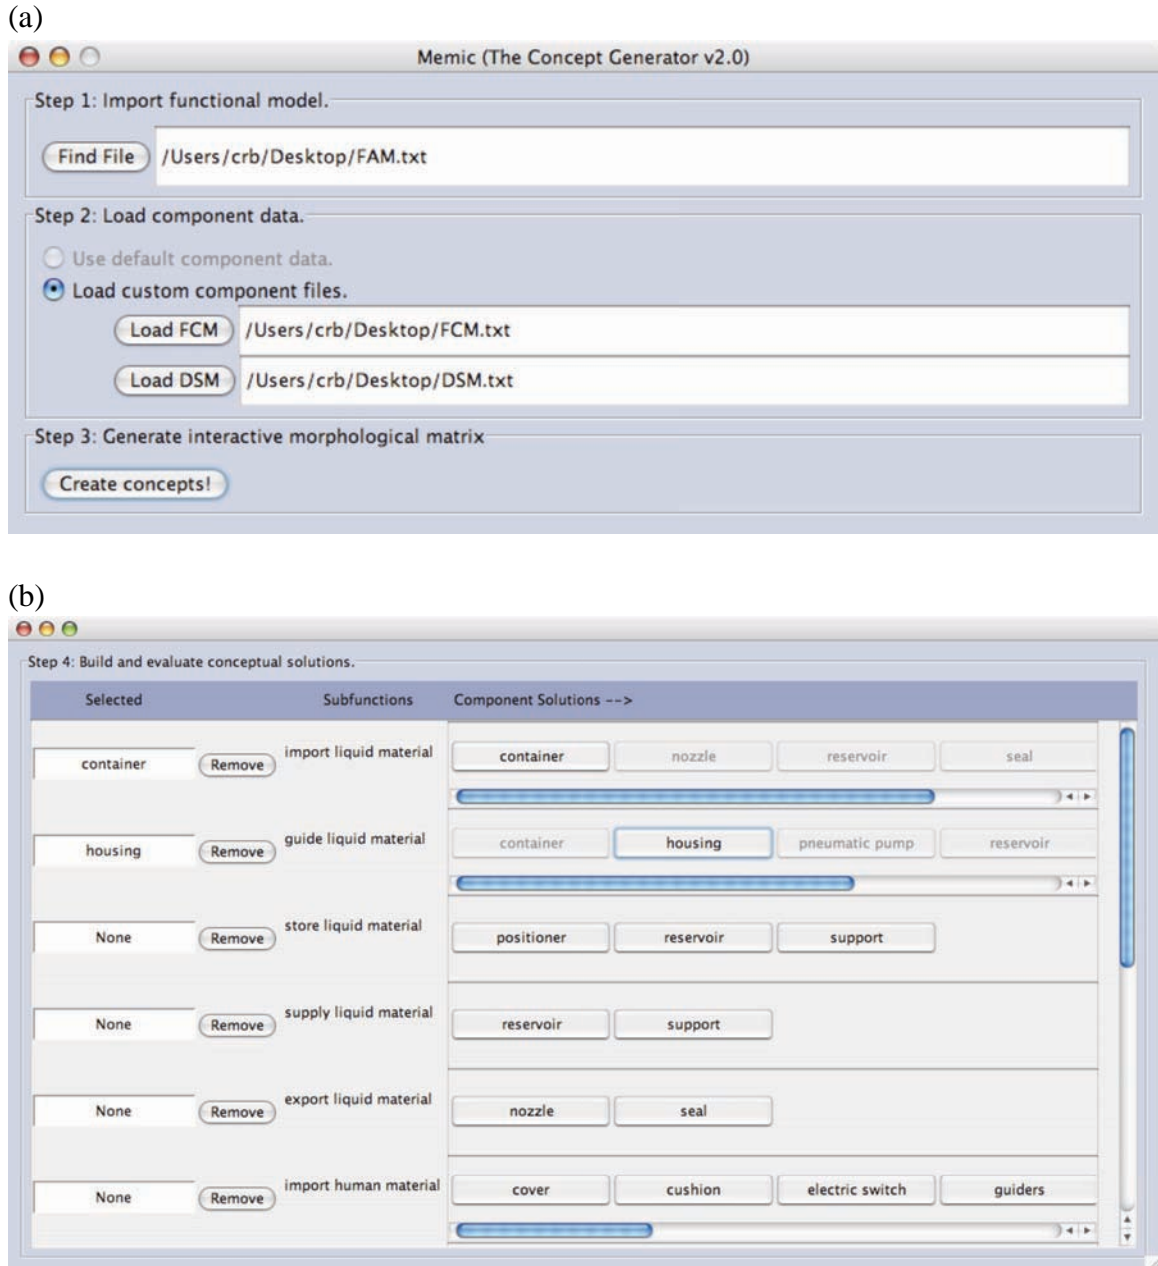 (a)
Memic (The Concept Generator v2.0)
Step 1: Import functional model.
Find File /Users/crb/Desktop/FAM.txt
Step 2: Load component data.
Use default component data.
Load custom component files.
Load FCM /Users/crb/Desktop/FCM.txt
Load DSM /Users/crb/Desktop/DSM.txt
Step 3: Generate interactive morphological matrix
Create concepts!
(b)
Step 4: Build and evaluate conceptual solutions.
Selected Subfunctions Component Solutions -->
container Remove import liquid material container nozzle reservoir seal
housing Remove guide liquid material container housing pneumatic pump reservoir
None Remove store liquid material positioner reservoir support
None Remove supply liquid material reservoir support
None Remove export liquid material nozzle seal
None Remove import human material cover cushion electric switch guiders